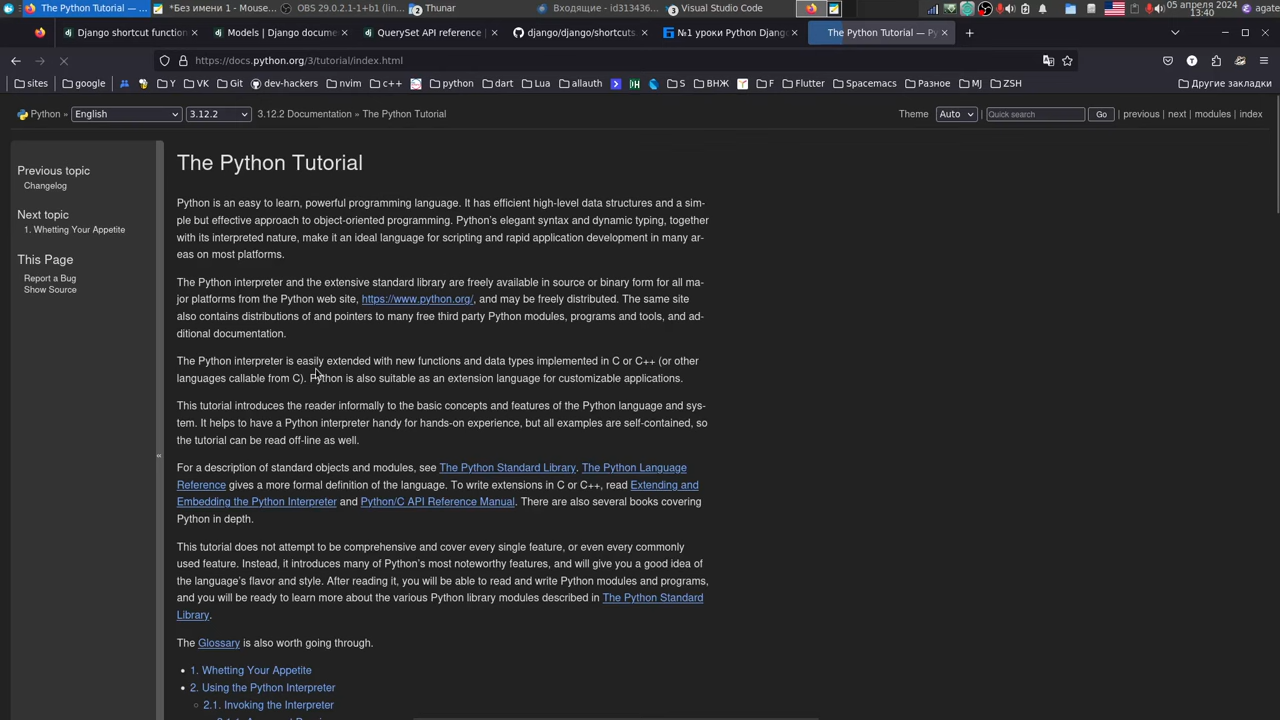 The Python Tutorial — ...
*Без имени 1 - Mouse...
OBS 29.0.2.1-1+b1 (lin...
2 Thunar
Входящие - id313436...
3 Visual Studio Code
05 апреля 2024
13:40
agate
Django shortcut function
Models | Django docume
QuerySet API reference |
django/django/shortcuts
№1 уроки Python Djang
The Python Tutorial — Py
https://docs.python.org/3/tutorial/index.html
sites
google
Y
VK
Git
dev-hackers
nvim
c++
python
dart
Lua
allauth
S
ВНЖ
F
Flutter
Spacemacs
Разное
MJ
ZSH
Другие закладки
Python »
English
3.12.2
3.12.2 Documentation » The Python Tutorial
Theme
Auto
|
Quick search
Go
| previous | next | modules | index
Previous topic
Changelog
Next topic
1. Whetting Your Appetite
This Page
Report a Bug
Show Source
«
The Python Tutorial
Python is an easy to learn, powerful programming language. It has efficient high-level data structures and a sim-
ple but effective approach to object-oriented programming. Python’s elegant syntax and dynamic typing, together
with its interpreted nature, make it an ideal language for scripting and rapid application development in many ar-
eas on most platforms.
The Python interpreter and the extensive standard library are freely available in source or binary form for all ma-
jor platforms from the Python web site, https://www.python.org/, and may be freely distributed. The same site
also contains distributions of and pointers to many free third party Python modules, programs and tools, and ad-
ditional documentation.
The Python interpreter is easily extended with new functions and data types implemented in C or C++ (or other
languages callable from C). Python is also suitable as an extension language for customizable applications.
This tutorial introduces the reader informally to the basic concepts and features of the Python language and sys-
tem. It helps to have a Python interpreter handy for hands-on experience, but all examples are self-contained, so
the tutorial can be read off-line as well.
For a description of standard objects and modules, see The Python Standard Library. The Python Language
Reference gives a more formal definition of the language. To write extensions in C or C++, read Extending and
Embedding the Python Interpreter and Python/C API Reference Manual. There are also several books covering
Python in depth.
This tutorial does not attempt to be comprehensive and cover every single feature, or even every commonly
used feature. Instead, it introduces many of Python’s most noteworthy features, and will give you a good idea of
the language’s flavor and style. After reading it, you will be able to read and write Python modules and programs,
and you will be ready to learn more about the various Python library modules described in The Python Standard
Library.
The Glossary is also worth going through.
• 1. Whetting Your Appetite
• 2. Using the Python Interpreter
◦ 2.1. Invoking the Interpreter